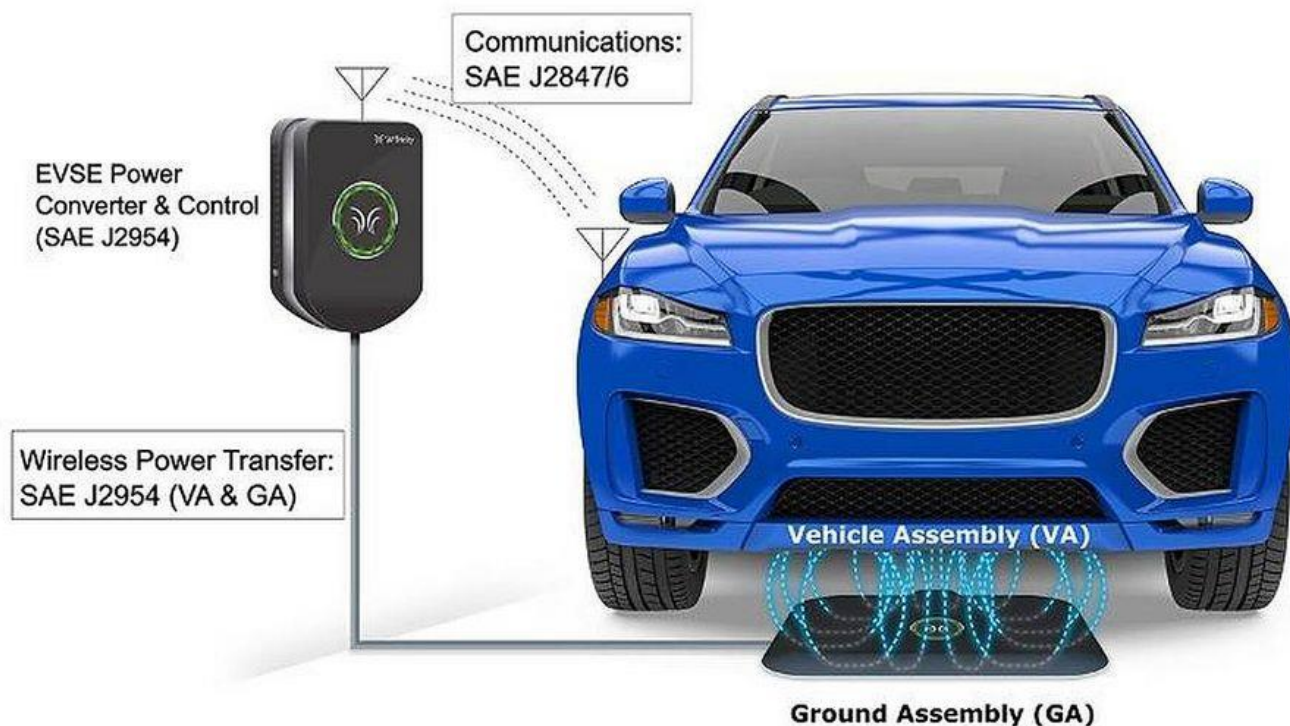 Communications:
SAE J2847/6
EVSE Power
Converter & Control
(SAE J2954)
Wireless Power Transfer:
SAE J2954 (VA & GA)
Vehicle Assembly (VA)
Ground Assembly (GA)